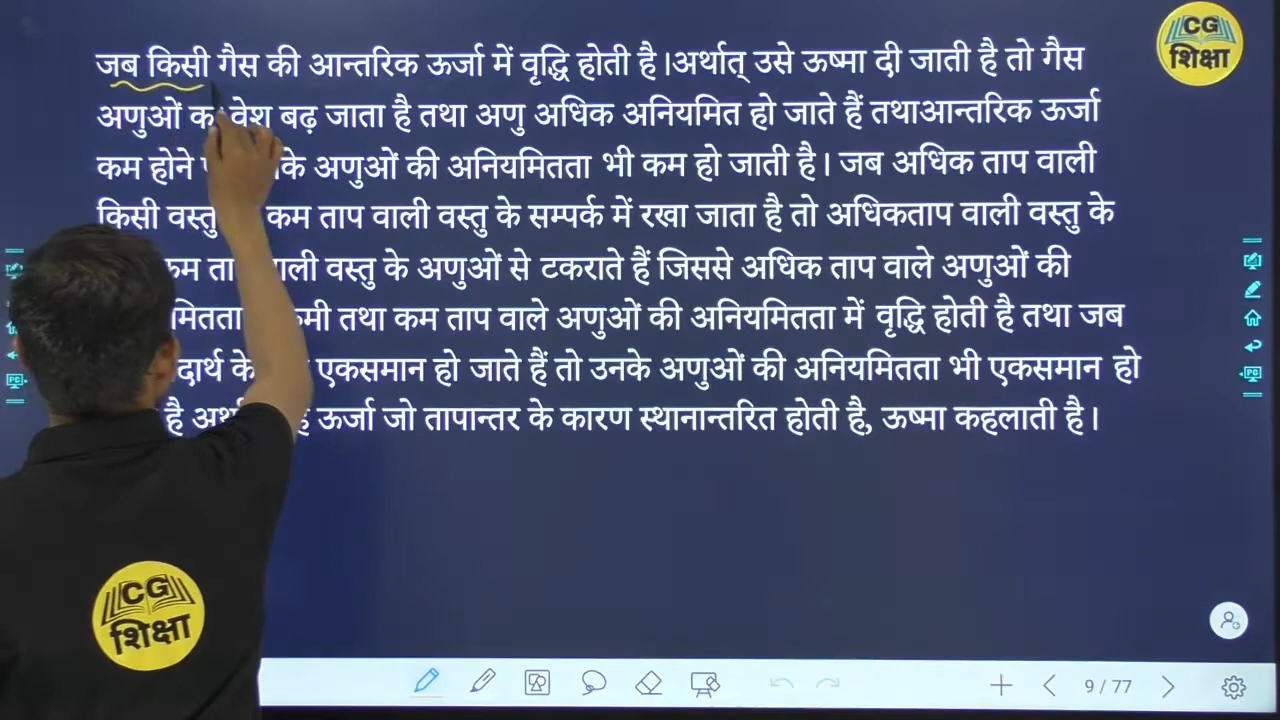 CG
शिक्षा
जब किसी गैस की आन्तरिक ऊर्जा में वृद्धि होती है।अर्थात् उसे ऊष्मा दी जाती है तो गैस
अणुओं वेश बढ़ जाता है तथा अणु अधिक अनियमित हो जाते हैं तथाआन्तरिक ऊर्जा
कम होने के अणुओं की अनियमितता भी कम हो जाती है। जब अधिक ताप वाली
किसी वस्तु कम ताप वाली वस्तु के सम्पर्क में रखा जाता है तो अधिकताप वाली वस्तु के
वस्तु के अणुओं से टकराते हैं जिससे अधिक ताप वाले अणुओं की
तथा कम ताप वाले अणुओं की अनियमितता में वृद्धि होती है तथा जब
के एकसमान हो जाते हैं तो उनके अणुओं की अनियमितता भी एकसमान हो
है ऊर्जा जो तापान्तर के कारण स्थानान्तरित होती है, ऊष्मा कहलाती है।
CG
शिक्षा
9 / 77